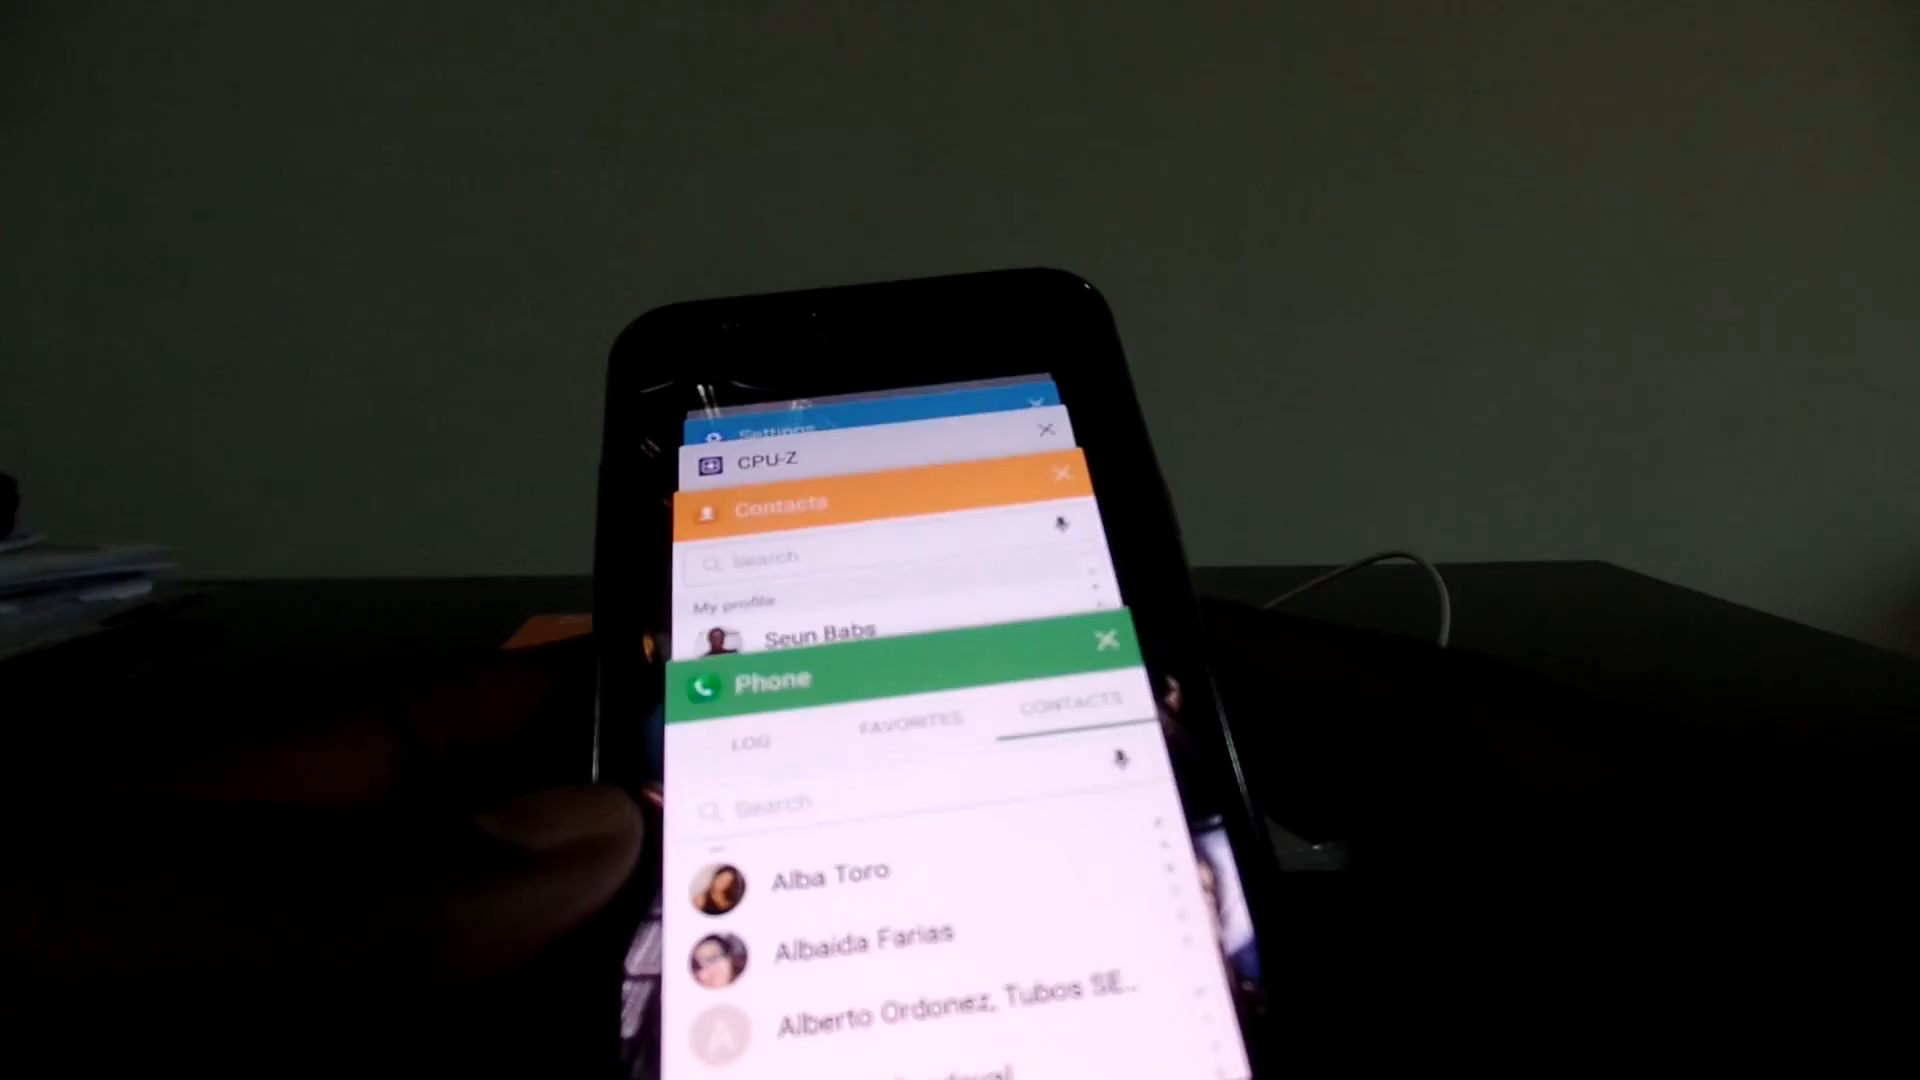 Settings
CPU-Z
Contacts
Search
My profile
Seun Babs
Phone
LOG FAVORITES CONTACTS
Search
Alba Toro
Albaida Farias
A
Alberto Ordonez, Tubos SE..